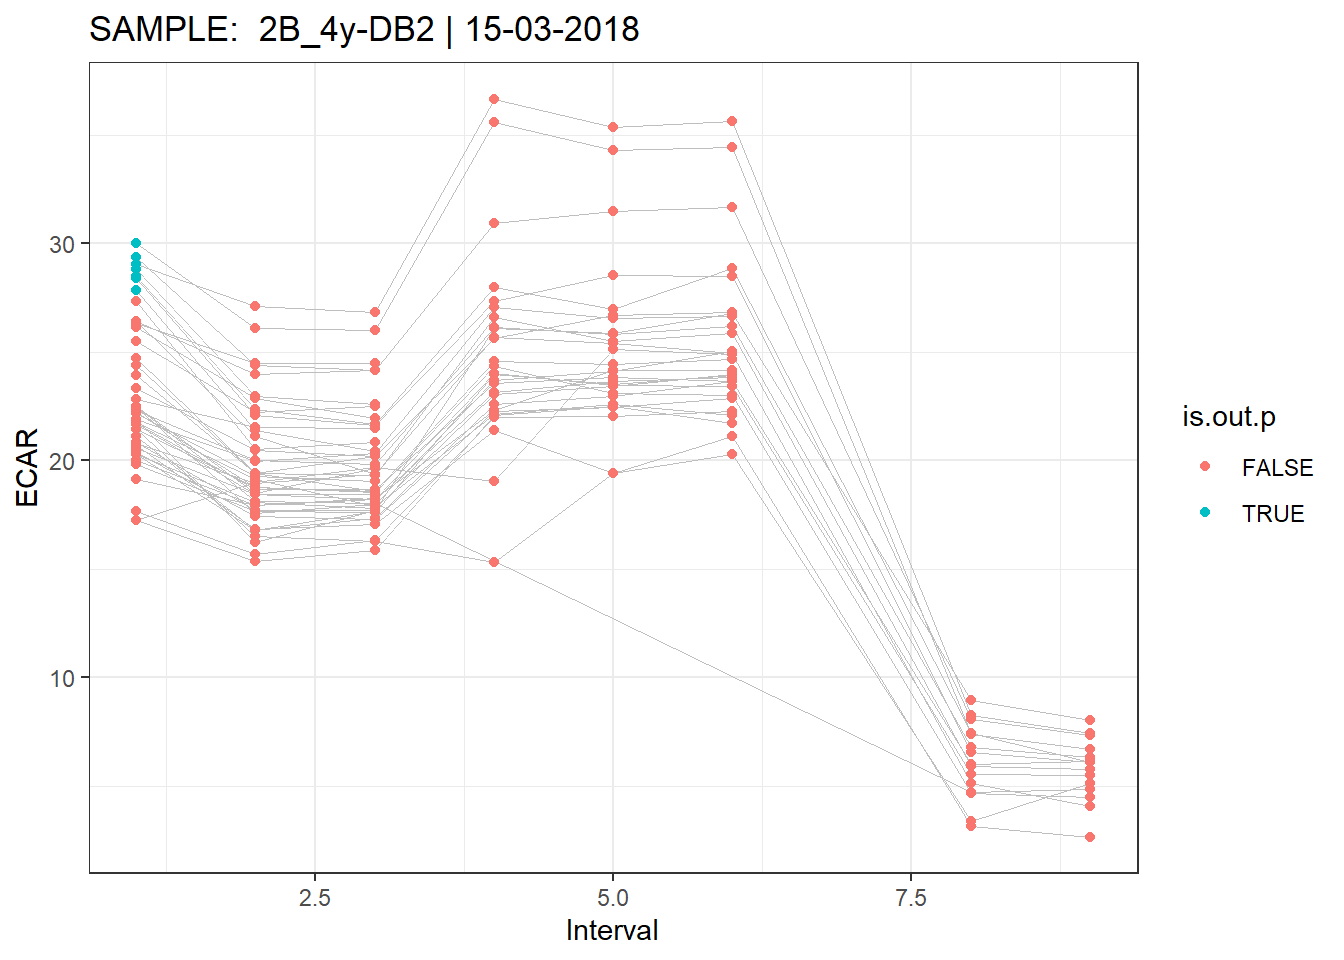 SAMPLE:  2B_4y-DB2 | 15-03-2018
30
20
10
ECAR
2.5
5.0
7.5
Interval
is.out.p
FALSE
TRUE